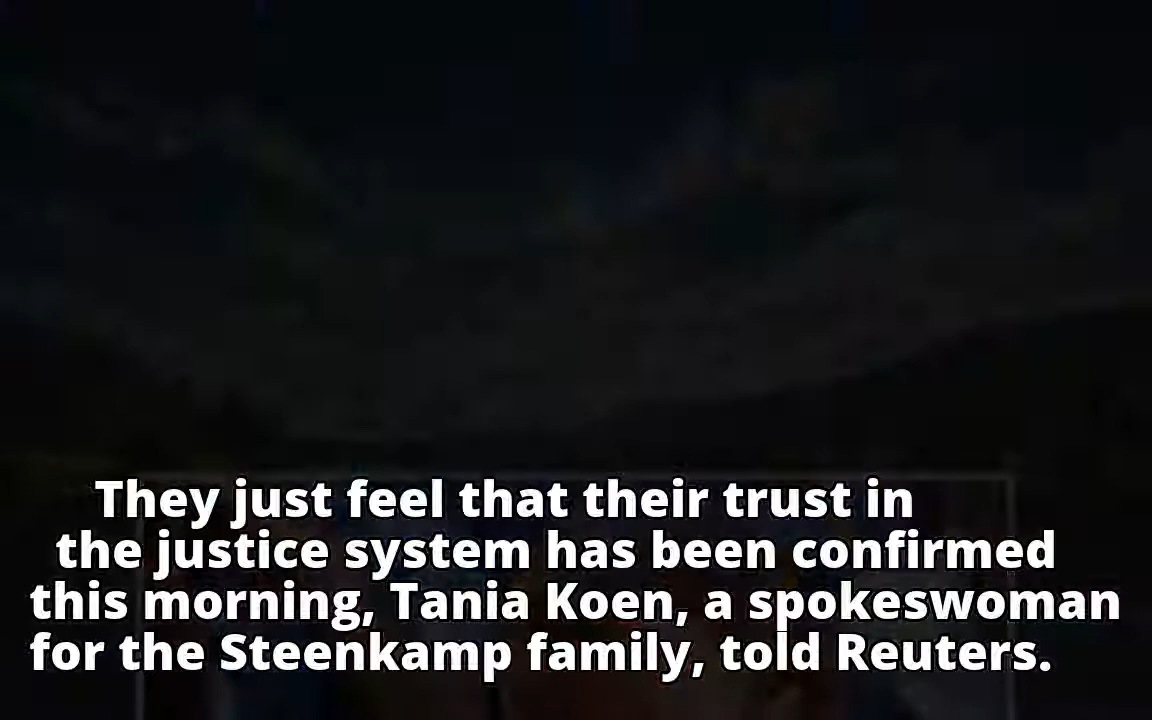 They just feel that their trust in
the justice system has been confirmed
this morning, Tania Koen, a spokeswoman
for the Steenkamp family, told Reuters.